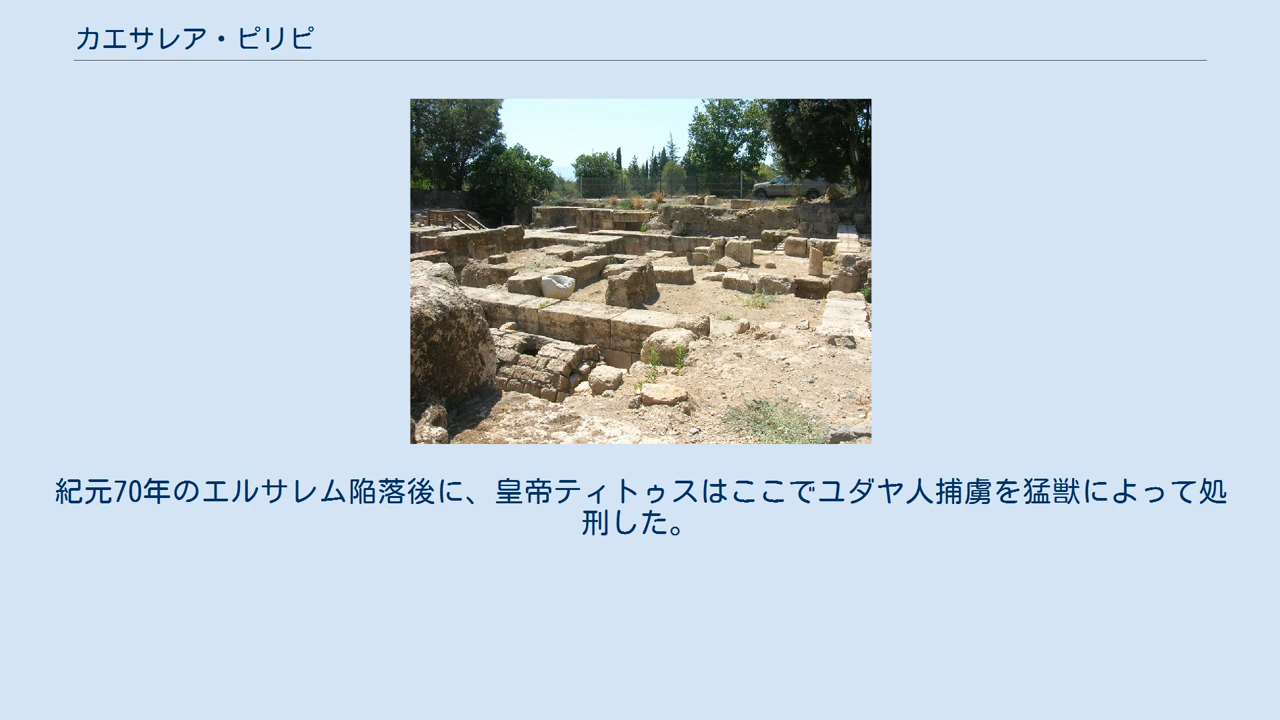 カエサレア・ピリピ
紀元70年のエルサレム陥落後に、皇帝ティトゥスはここでユダヤ人捕虜を猛獣によって処
刑した。